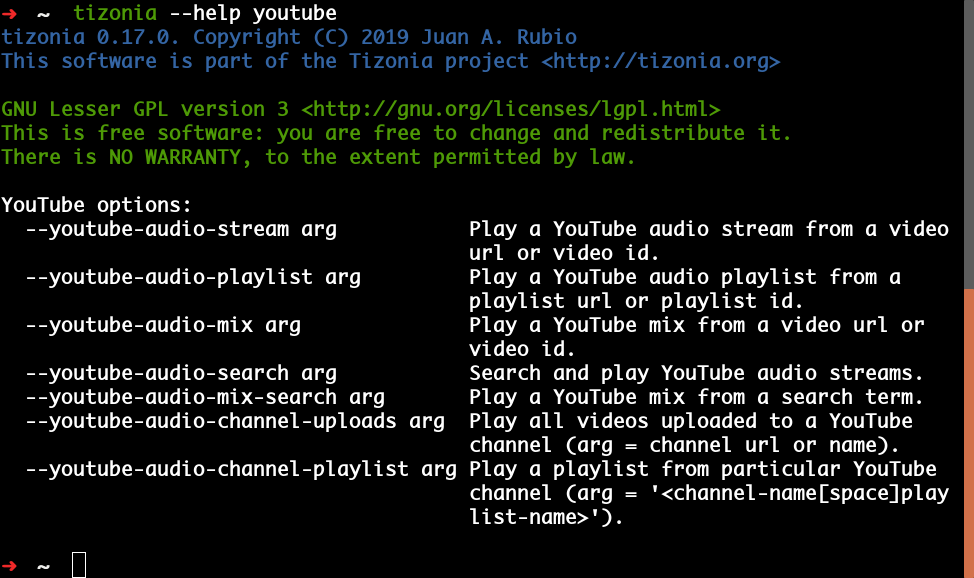 ➜ ~ tizonia --help youtube
tizonia 0.17.0. Copyright (C) 2019 Juan A. Rubio
This software is part of the Tizonia project <http://tizonia.org>
GNU Lesser GPL version 3 <http://gnu.org/licenses/lgpl.html>
This is free software: you are free to change and redistribute it.
There is NO WARRANTY, to the extent permitted by law.
YouTube options:
--youtube-audio-stream arg Play a YouTube audio stream from a video
url or video id.
--youtube-audio-playlist arg Play a YouTube audio playlist from a
playlist url or playlist id.
--youtube-audio-mix arg Play a YouTube mix from a video url or
video id.
--youtube-audio-search arg Search and play YouTube audio streams.
--youtube-audio-mix-search arg Play a YouTube mix from a search term.
--youtube-audio-channel-uploads arg Play all videos uploaded to a YouTube
channel (arg = channel url or name).
--youtube-audio-channel-playlist arg Play a playlist from particular YouTube
channel (arg = '<channel-name[space]play
list-name>').
➜ ~